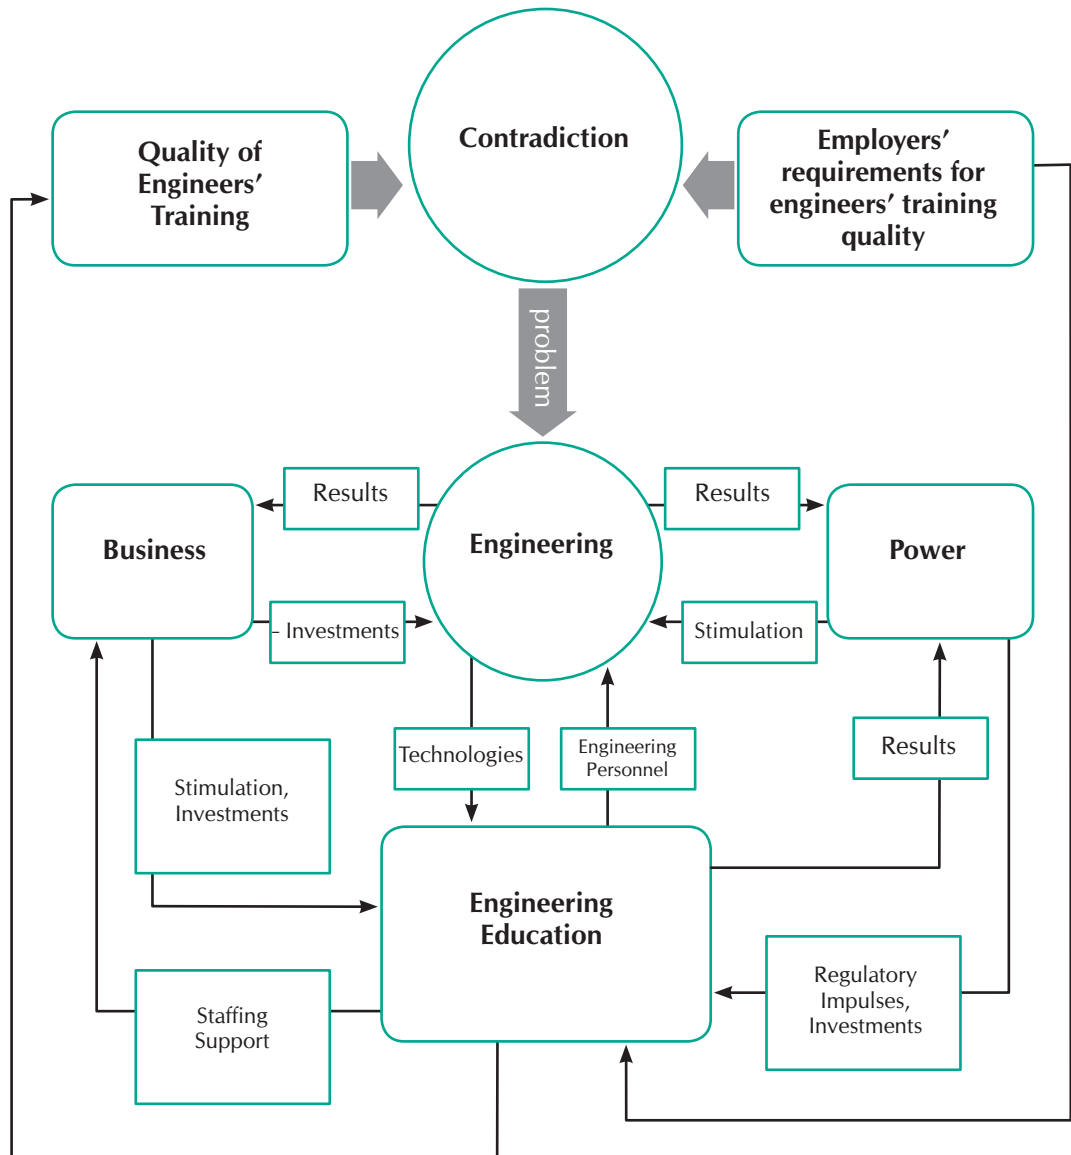 Quality of
Engineers’
Training
Contradiction
Employers’
requirements for
engineers’ training
quality
problem
Results
Results
Business
Engineering
Power
– Investments
Stimulation
Technologies
Engineering
Personnel
Results
Stimulation,
Investments
Engineering
Education
Regulatory
Impulses,
Investments
Staffing
Support